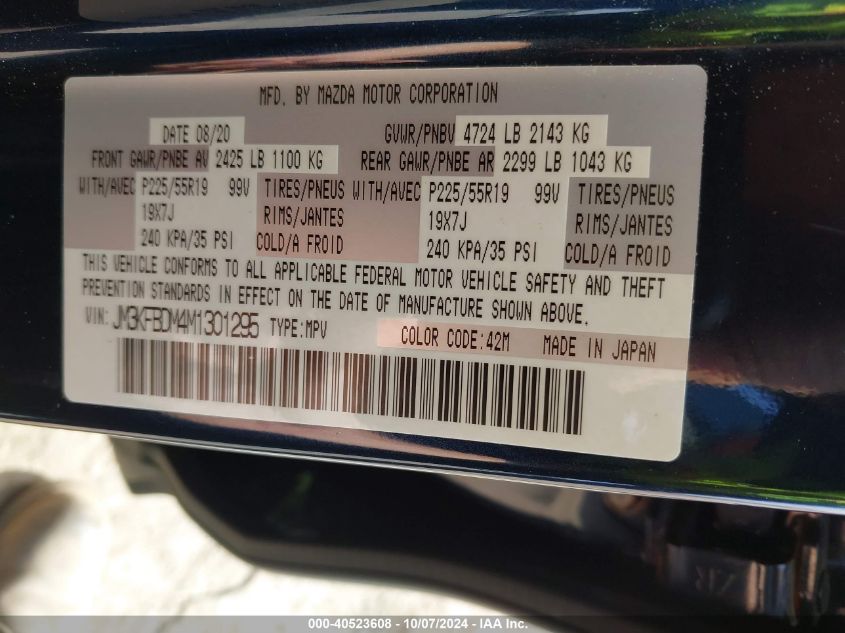 MFD. BY MAZDA MOTOR CORPORATION
DATE 08/20 GVWR/PNBV 4724 LB 2143 KG
FRONT GAWR/PNBE AV 2425 LB 1100 KG REAR GAWR/PNBE AR 2299 LB 1043 KG
WITH/AVEC P225/55R19 99V TIRES/PNEUS WITH/AVEC P225/55R19 99V TIRES/PNEUS
19X7J RIMS/JANTES 19X7J RIMS/JANTES
240 KPA/35 PSI COLD/A FROID 240 KPA/35 PSI COLD/A FROID
THIS VEHICLE CONFORMS TO ALL APPLICABLE FEDERAL MOTOR VEHICLE SAFETY AND THEFT
PREVENTION STANDARDS IN EFFECT ON THE DATE OF MANUFACTURE SHOWN ABOVE.
VIN: JM3KFBDM4M1301295 TYPE:MPV COLOR CODE:42M MADE IN JAPAN
000-40523608 - 10/07/2024 - IAA Inc.